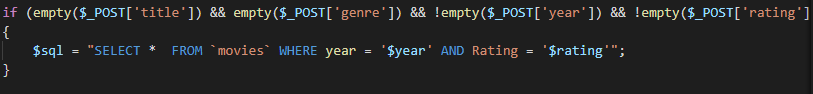 if (empty($_POST['title']) && empty($_POST['genre']) && !empty($_POST['year']) && !empty($_POST['rating']
{
$sql = "SELECT *  FROM `movies` WHERE year = '$year' AND Rating = '$rating'";
}